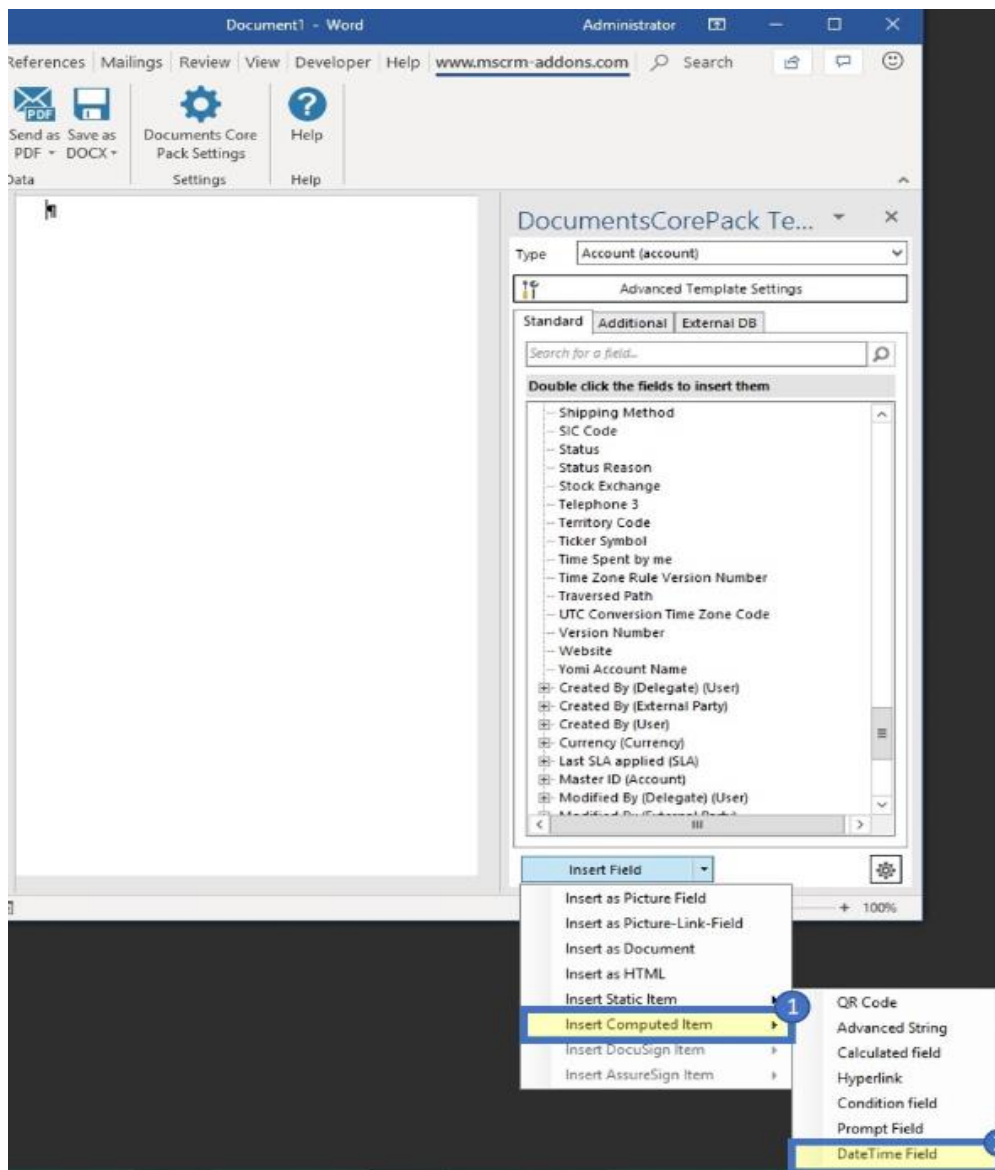 Document1 - Word Administrator
References Mailings Review View Developer Help www.mscrm-addons.com Search
PDF
Send as PDF
Save as DOCX
Documents Core Pack Settings
Help
Data Settings Help
DocumentsCorePack Te...
Type Account (account)
Advanced Template Settings
Standard Additional External DB
Search for a field...
Double click the fields to insert them
Shipping Method
SIC Code
Status
Status Reason
Stock Exchange
Telephone 3
Territory Code
Ticker Symbol
Time Spent by me
Time Zone Rule Version Number
Traversed Path
UTC Conversion Time Zone Code
Version Number
Website
Yomi Account Name
Created By (Delegate) (User)
Created By (External Party)
Created By (User)
Currency (Currency)
Last SLA applied (SLA)
Master ID (Account)
Modified By (Delegate) (User)
Modified By (External Party)
Insert Field
100%
Insert as Picture Field
Insert as Picture-Link-Field
Insert as Document
Insert as HTML
Insert Static Item
1
Insert Computed Item
Insert DocuSign Item
Insert AssureSign Item
QR Code
Advanced String
Calculated field
Hyperlink
Condition field
Prompt Field
DateTime Field